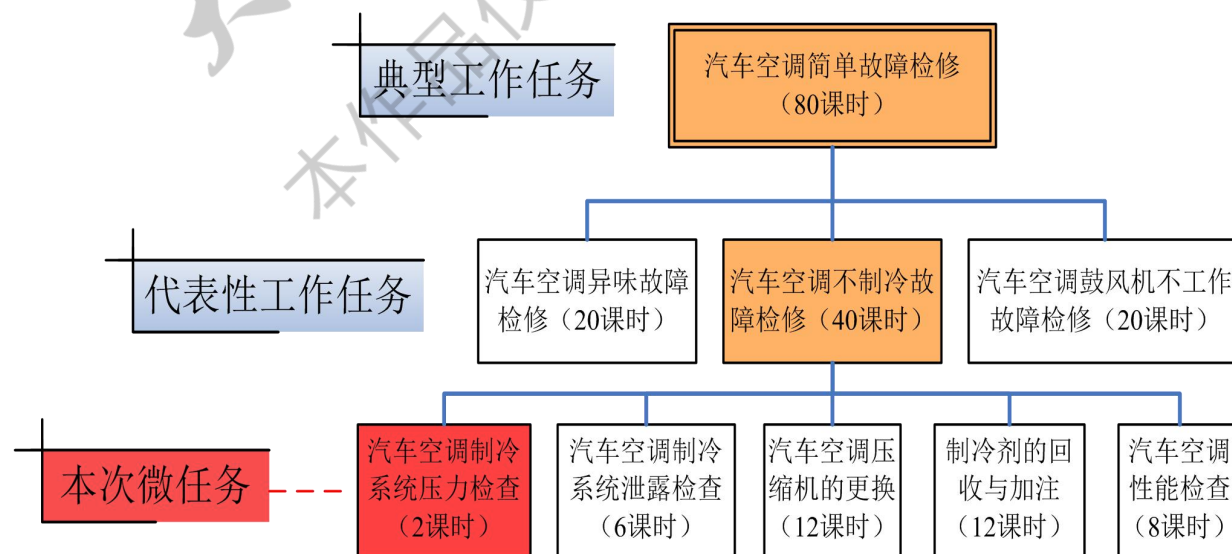 典型工作任务
汽车空调简单故障检修
（80课时）
代表性工作任务
汽车空调异味故障
检修（20课时）
汽车空调不制冷故
障检修（40课时）
汽车空调鼓风机不工作
故障检修（20课时）
本次微任务
汽车空调制冷
系统压力检查
（2课时）
汽车空调制冷
系统泄露检查
（6课时）
汽车空调压
缩机的更换
（12课时）
制冷剂的回
收与加注
（12课时）
汽车空调
性能检查
（8课时）
本作品仅